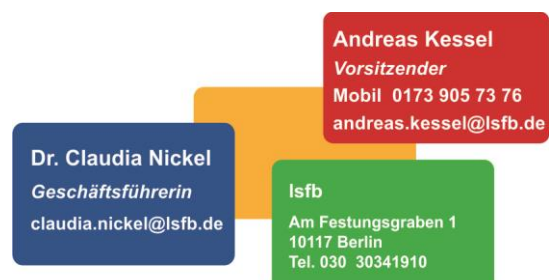 Andreas Kessel
Vorsitzender
Mobil 0173 905 73 76
andreas.kessel@lsfb.de
Dr. Claudia Nickel
Geschäftsführerin
claudia.nickel@lsfb.de
lsfb
Am Festungsgraben 1
10117 Berlin
Tel. 030 30341910